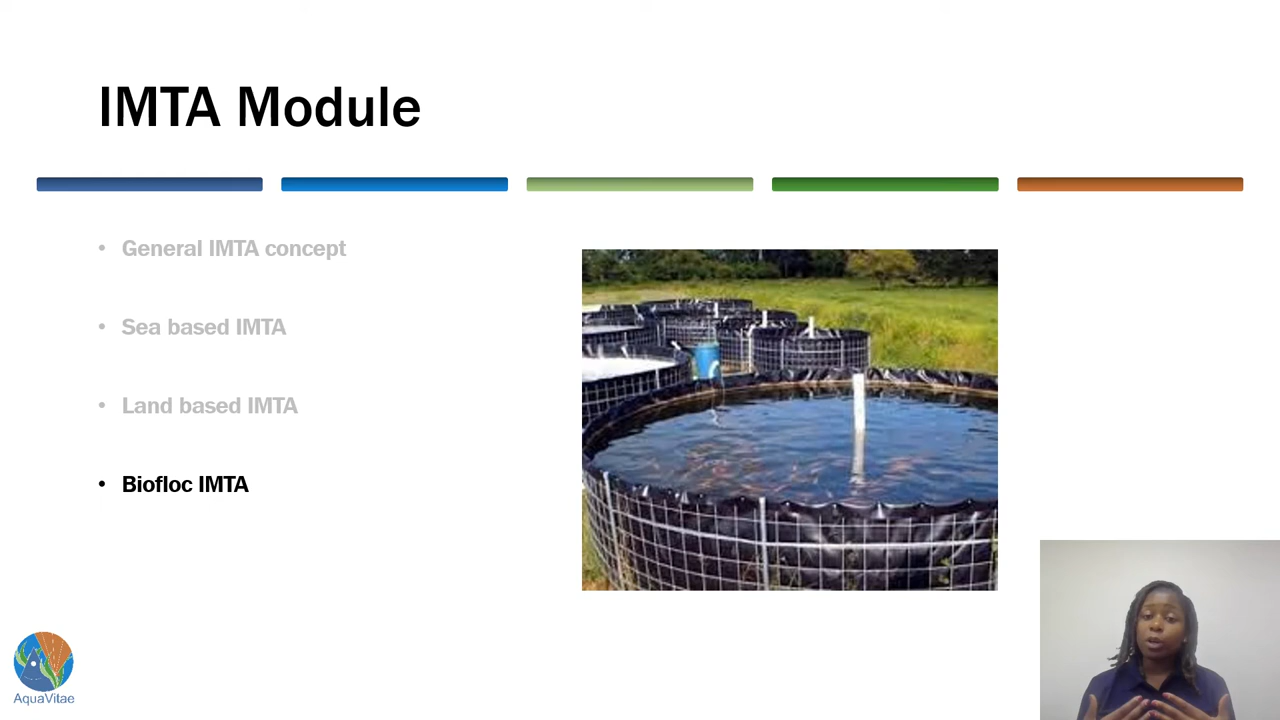 IMTA Module
• General IMTA concept
• Sea based IMTA
• Land based IMTA
• Biofloc IMTA
AquaVitae